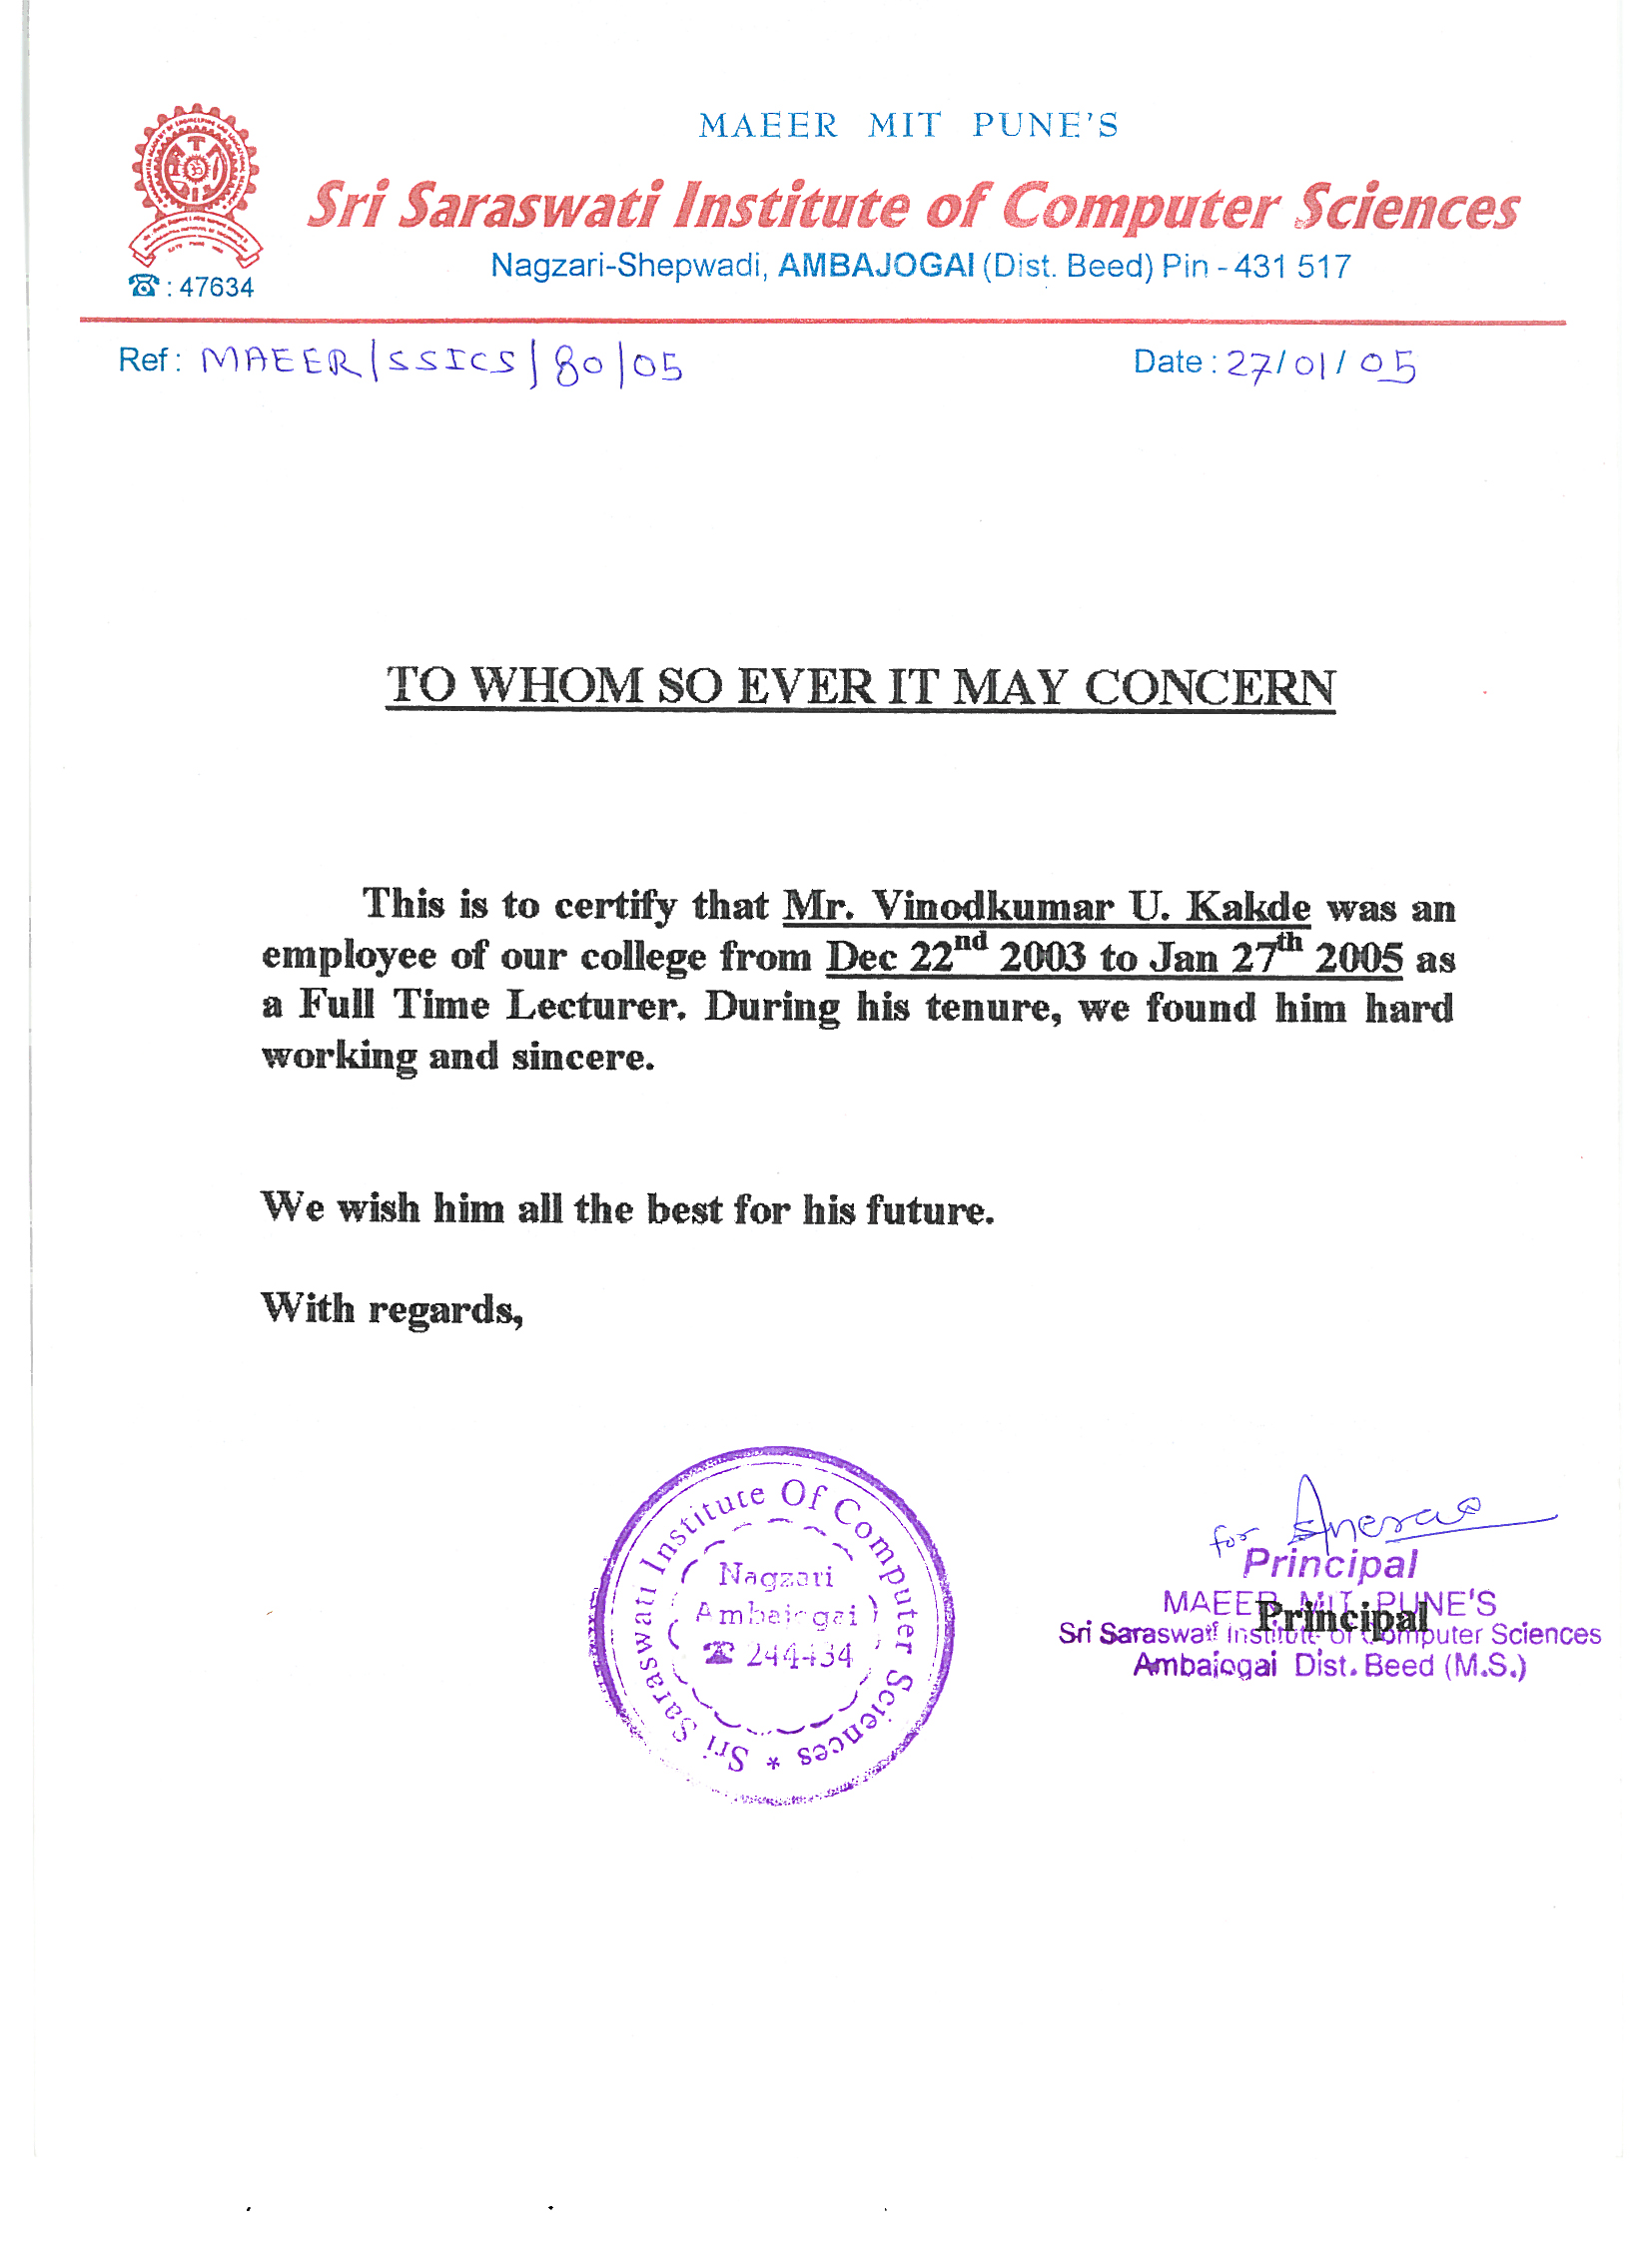 MAEER MIT PUNE'S
Sri Saraswati Institute of Computer Sciences
Nagzari-Shepwadi, AMBAJOGAI (Dist. Beed) Pin - 431 517
☎ : 47634
Ref : MAEER/SSICS/80/05
Date : 27/01/05
TO WHOM SO EVER IT MAY CONCERN
This is to certify that Mr. Vinodkumar U. Kakde was an
employee of our college from Dec 22nd 2003 to Jan 27th 2005 as
a Full Time Lecturer. During his tenure, we found him hard
working and sincere.
We wish him all the best for his future.
With regards,
Sri Saraswati Institute Of Computer Sciences *
Nagzari
Ambajogai
☎ 244434
for
Principal
MAEER MIT PUNE'S
Principal
Sri Saraswati Institute of Computer Sciences
Ambajogai Dist. Beed (M.S.)